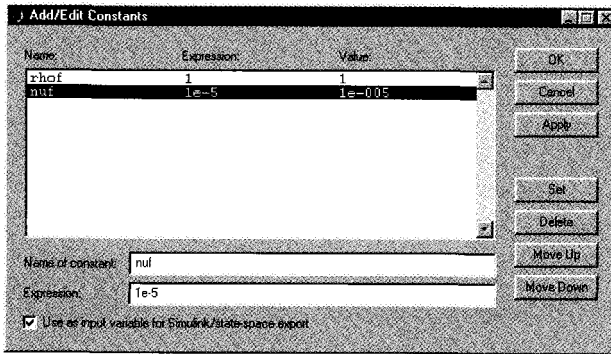 Add/Edit Constants
Name: Expression: Value:
rhof 1 1
nuf 1e-5 1e-005
OK
Cancel
Apply
Set
Delete
Move Up
Move Down
Name of constant: nuf
Expression: 1e-5
Use as input variable for Simulink/state-space export